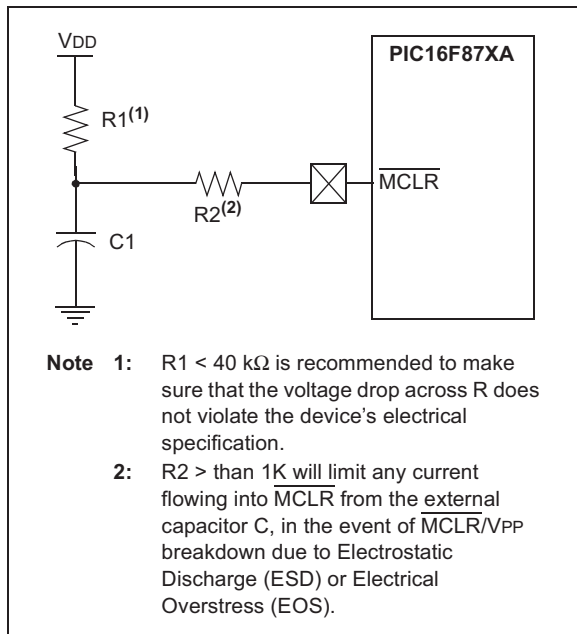 VDD
PIC16F87XA
R1(1)
MCLR
R2(2)
C1
Note 1: R1 < 40 kΩ is recommended to make
sure that the voltage drop across R does
not violate the device's electrical
specification.
2: R2 > than 1K will limit any current
flowing into MCLR from the external
capacitor C, in the event of MCLR/VPP
breakdown due to Electrostatic
Discharge (ESD) or Electrical
Overstress (EOS).